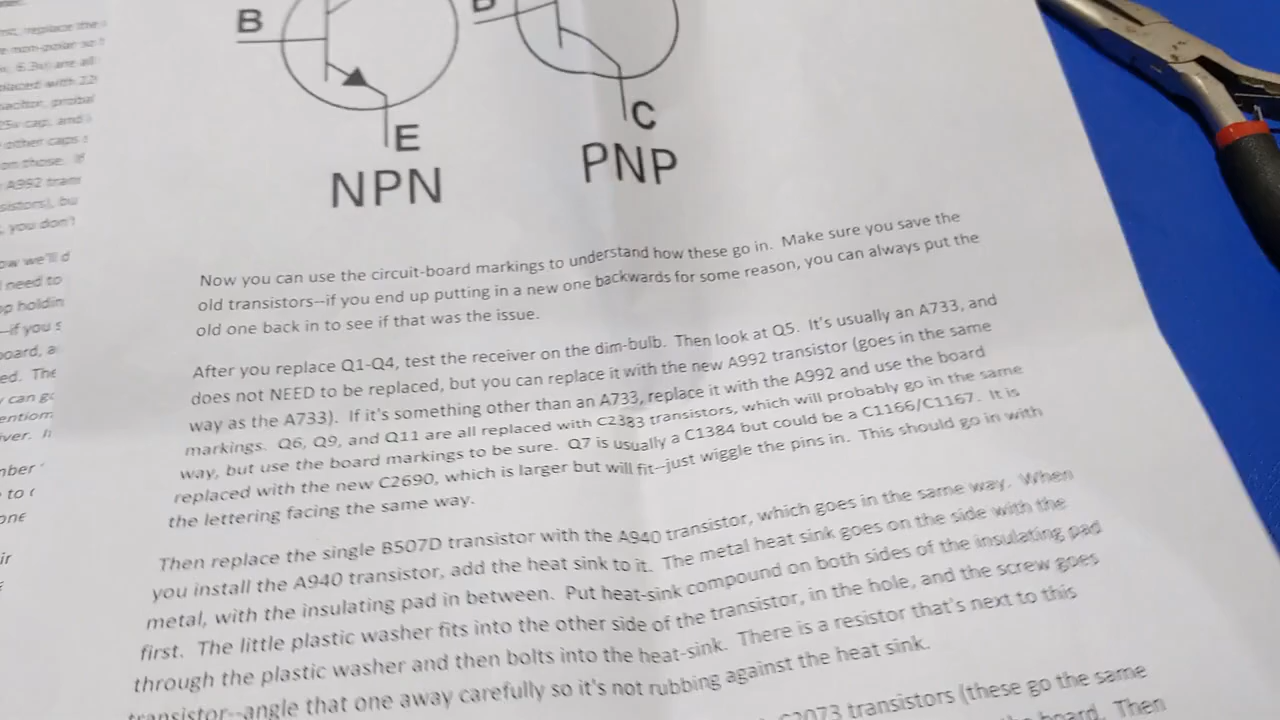 B
E
NPN
C
PNP
Now you can use the circuit-board markings to understand how these go in. Make sure you save the
old transistors--if you end up putting in a new one backwards for some reason, you can always put the
old one back in to see if that was the issue.
After you replace Q1-Q4, test the receiver on the dim-bulb. Then look at Q5. It's usually an A733, and
does not NEED to be replaced, but you can replace it with the new A992 transistor (goes in the same
way as the A733). If it's something other than an A733, replace it with the A992 and use the board
markings. Q6, Q9, and Q11 are all replaced with C2383 transistors, which will probably go in the same
way, but use the board markings to be sure. Q7 is usually a C1384 but could be a C1166/C1167. It is
replaced with the new C2690, which is larger but will fit--just wiggle the pins in. This should go in with
the lettering facing the same way.
Then replace the single B507D transistor with the A940 transistor, which goes in the same way. When
you install the A940 transistor, add the heat sink to it. The metal heat sink goes on the side with the
metal, with the insulating pad in between. Put heat-sink compound on both sides of the insulating pad
first. The little plastic washer fits into the other side of the transistor, in the hole, and the screw goes
through the plastic washer and then bolts into the heat-sink. There is a resistor that's next to this
transistor--angle that one away carefully so it's not rubbing against the heat sink.
C2073 transistors (these go the same
board. Then